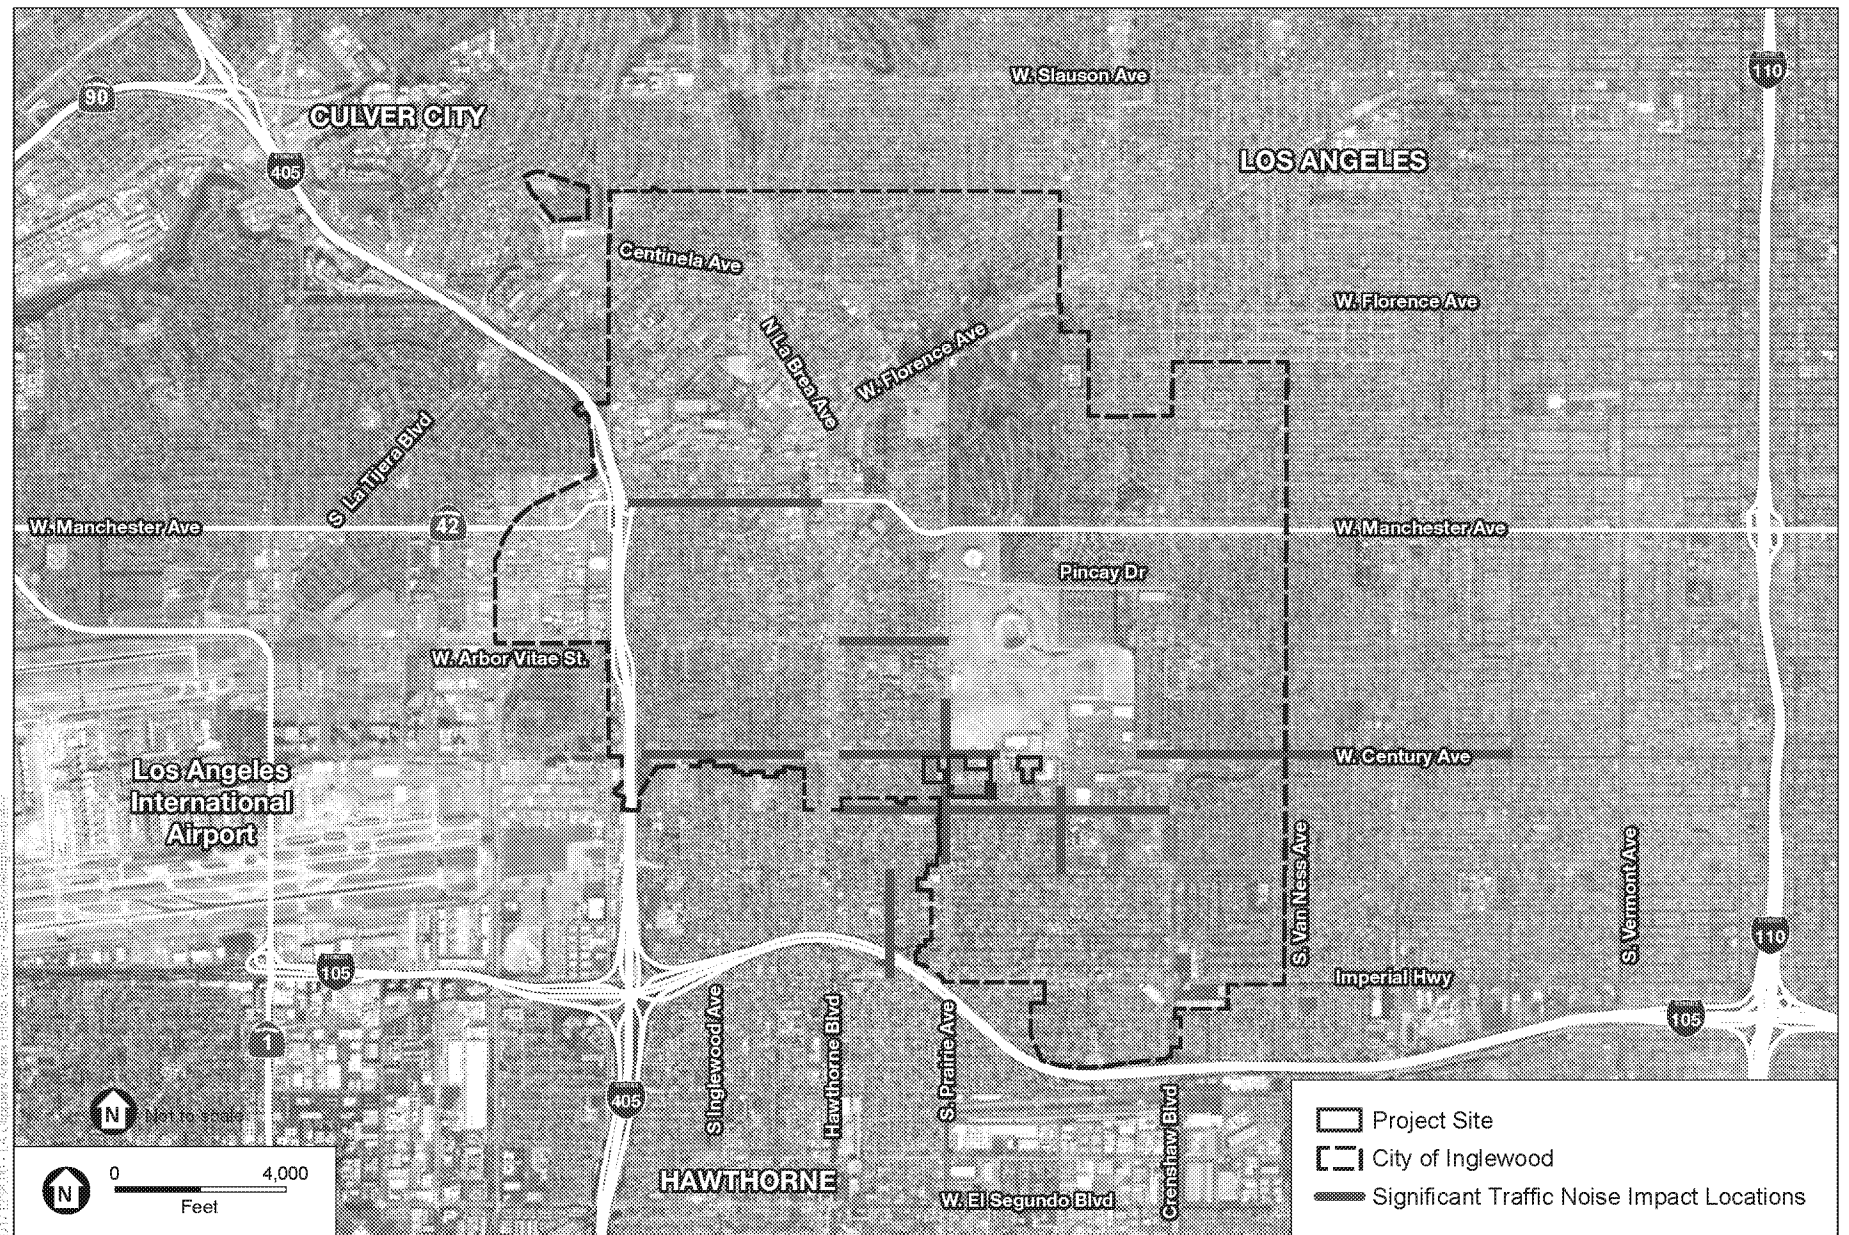 W. Slauson Ave
110
90
CULVER CITY
LOS ANGELES
405
Centinela Ave
W. Florence Ave
N La Brea Ave
W. Florence Ave
S La Tijera Blvd
W. Manchester Ave
42
W. Manchester Ave
Pincay Dr
W. Arbor Vitae St.
W. Century Ave
Los Angeles
International
Airport
S. Van Ness Ave
S. Vermont Ave
110
105
Imperial Hwy
105
1
S Inglewood Ave
Hawthorne Blvd
S. Prairie Ave
Crenshaw Blvd
405
N
Not to scale
Project Site
City of Inglewood
Significant Traffic Noise Impact Locations
0
4,000
N
Feet
HAWTHORNE
W. El Segundo Blvd